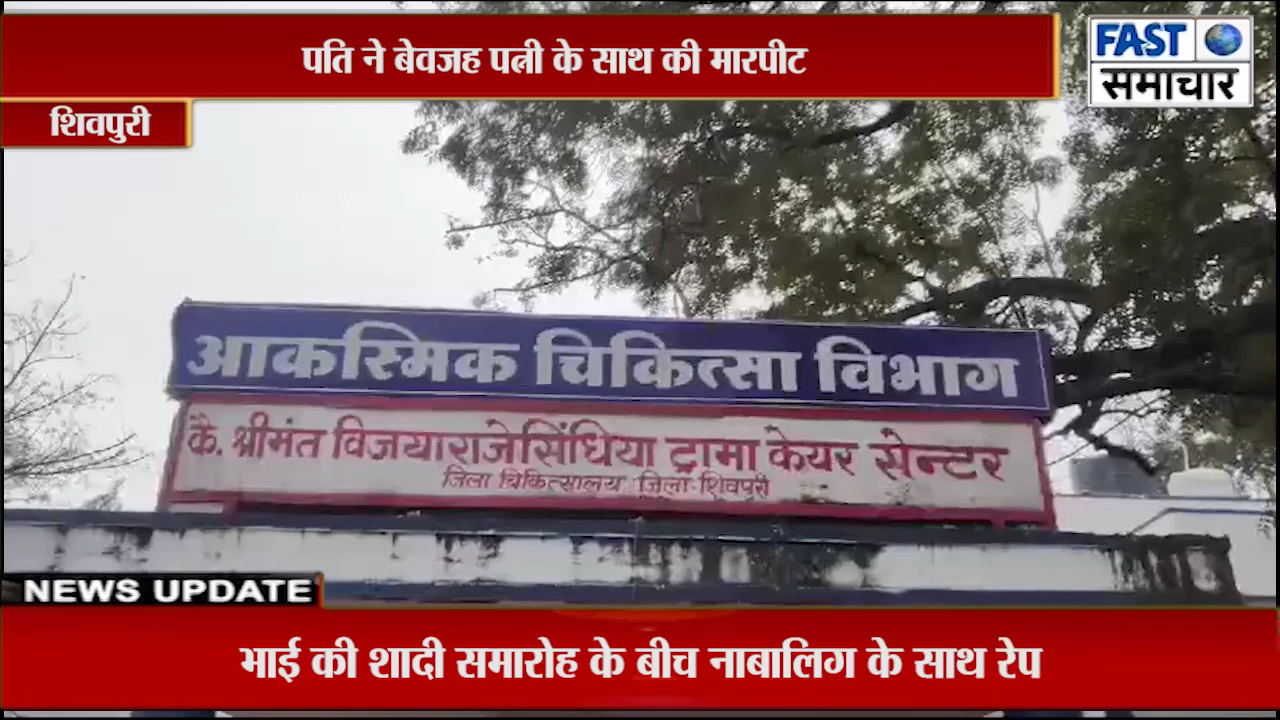 पति ने बेवजह पत्नी के साथ की मारपीट
FAST
समाचार
शिवपुरी
आकस्मिक चिकित्सा विभाग
कै. श्रीमंत विजयाराजेसिंधिया ट्रामा केयर सेन्टर
जिला चिकित्सालय जिला-शिवपुरी
NEWS UPDATE
भाई की शादी समारोह के बीच नाबालिग के साथ रेप